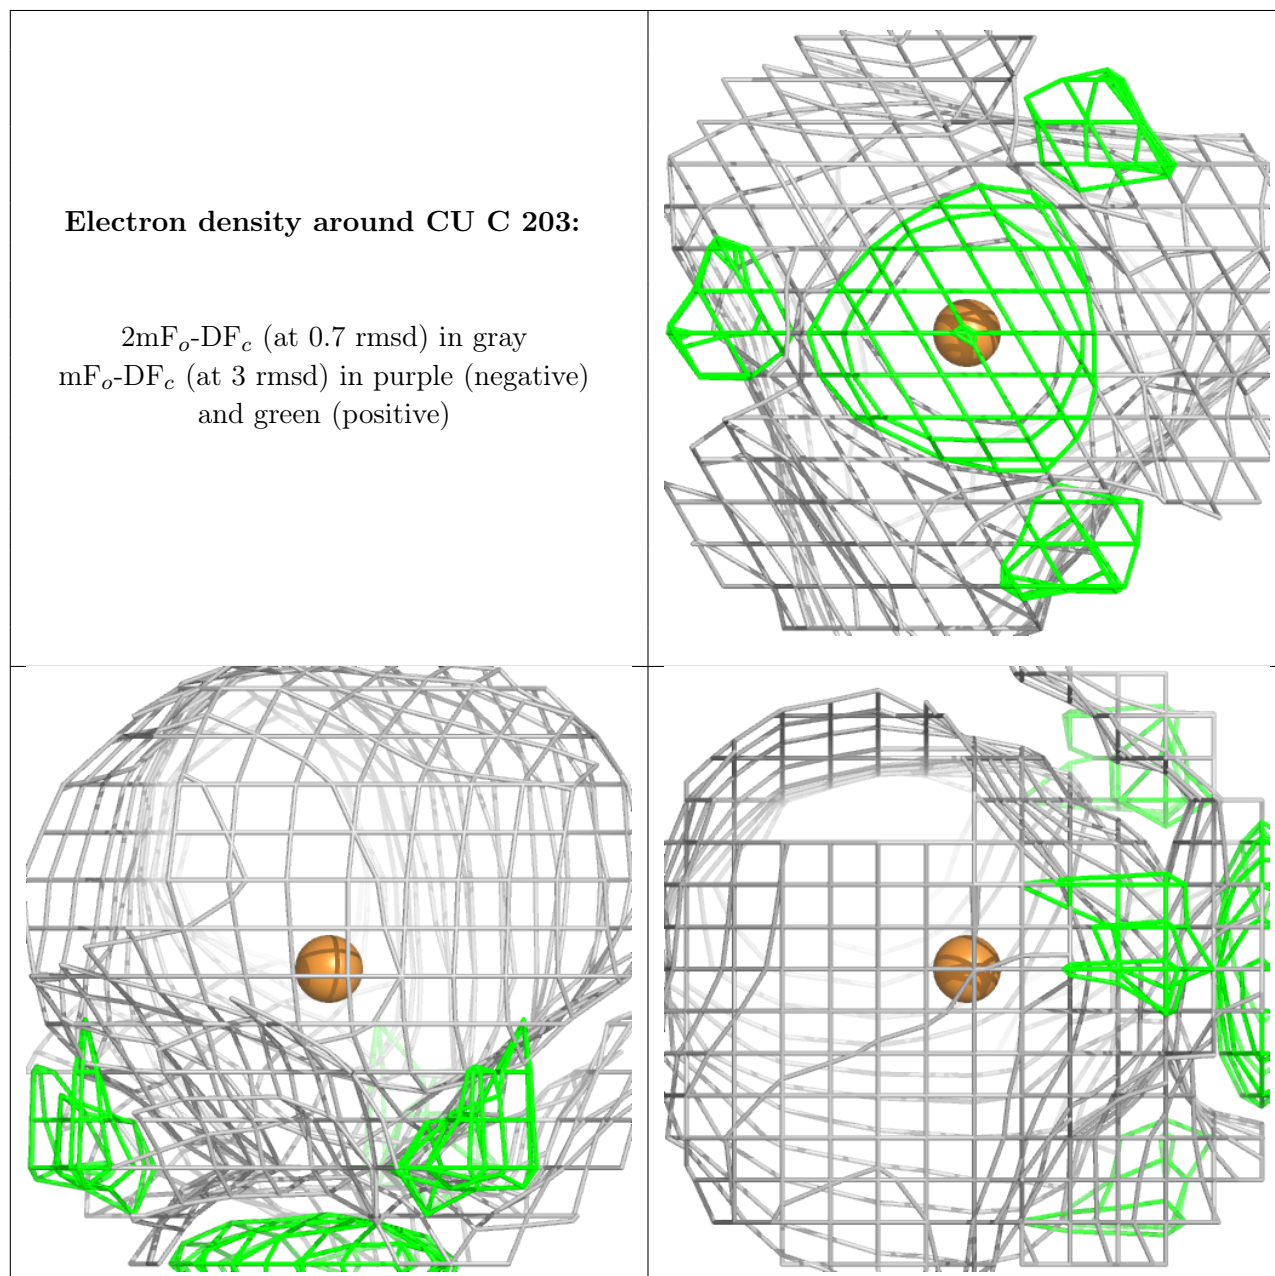 Electron density around CU C 203:
2mFo-DFc (at 0.7 rmsd) in gray
mFo-DFc (at 3 rmsd) in purple (negative)
and green (positive)